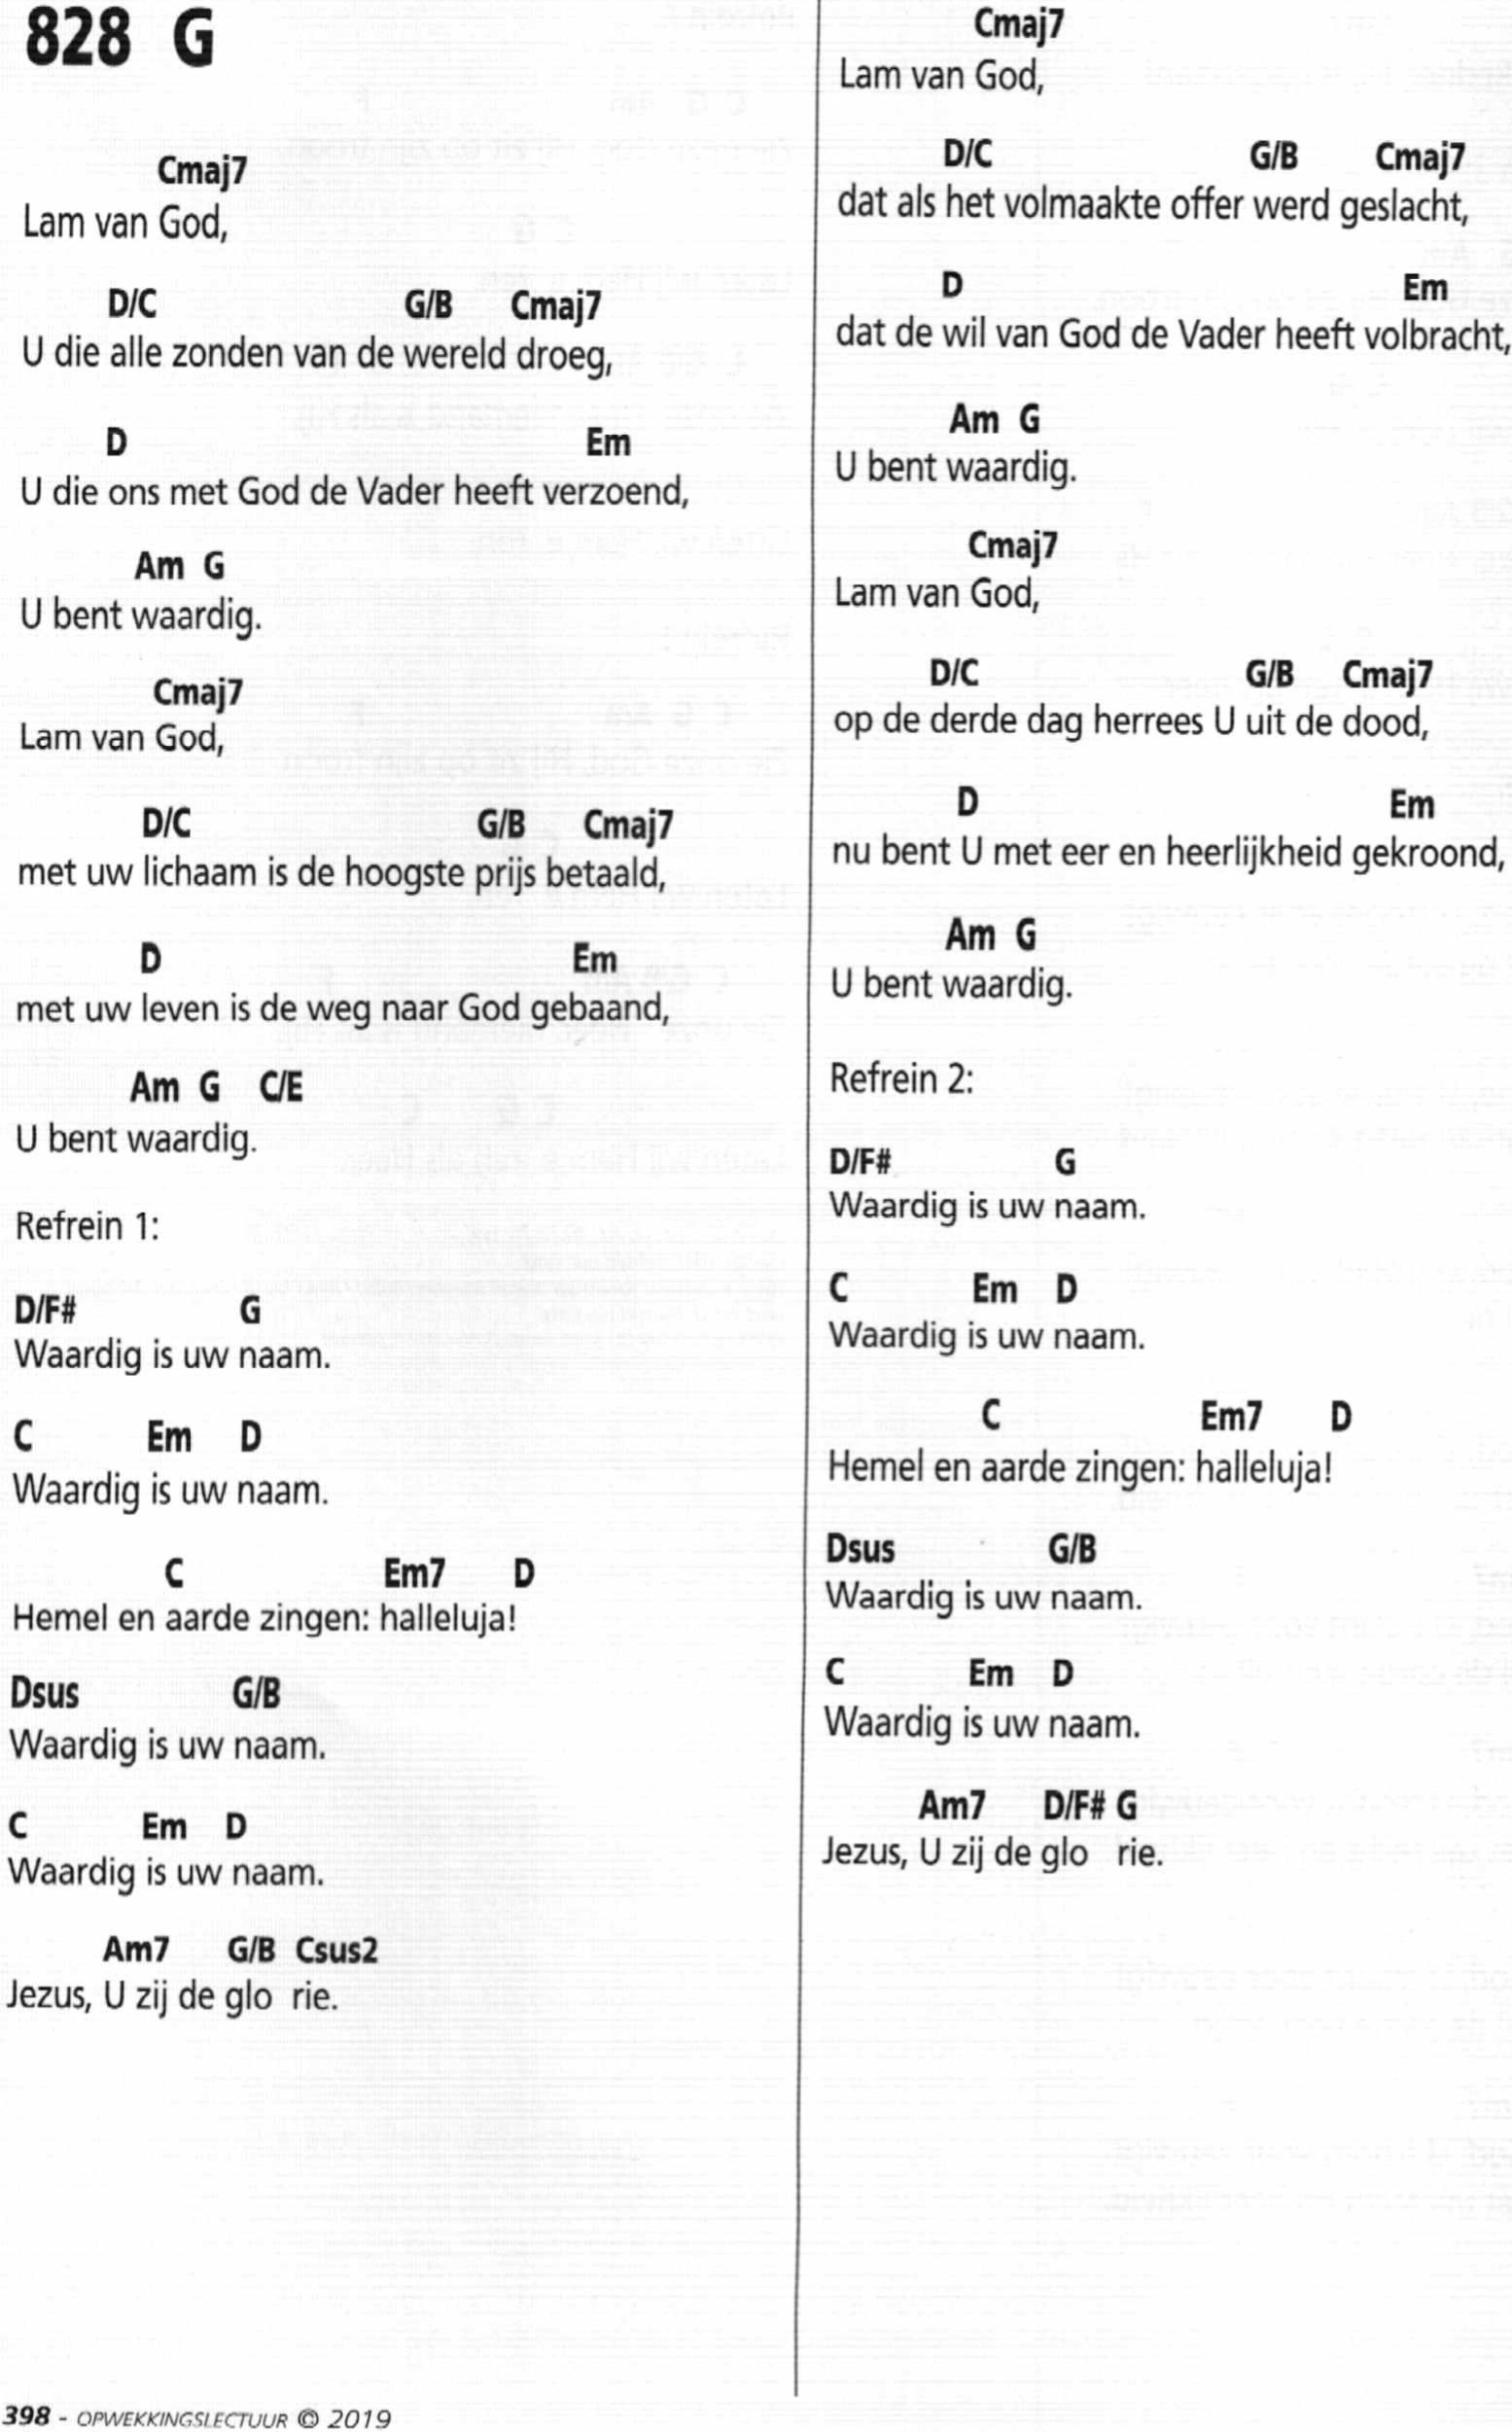 828 G
Cmaj7
Lam van God,
D/C G/B Cmaj7
U die alle zonden van de wereld droeg,
D Em
U die ons met God de Vader heeft verzoend,
Am G
U bent waardig.
Cmaj7
Lam van God,
D/C G/B Cmaj7
met uw lichaam is de hoogste prijs betaald,
D Em
met uw leven is de weg naar God gebaand,
Am G C/E
U bent waardig.
Refrein 1:
D/F# G
Waardig is uw naam.
C Em D
Waardig is uw naam.
C Em7 D
Hemel en aarde zingen: halleluja!
Dsus G/B
Waardig is uw naam.
C Em D
Waardig is uw naam.
Am7 G/B Csus2
Jezus, U zij de glo rie.
Cmaj7
Lam van God,
D/C G/B Cmaj7
dat als het volmaakte offer werd geslacht,
D Em
dat de wil van God de Vader heeft volbracht,
Am G
U bent waardig.
Cmaj7
Lam van God,
D/C G/B Cmaj7
op de derde dag herrees U uit de dood,
D Em
nu bent U met eer en heerlijkheid gekroond,
Am G
U bent waardig.
Refrein 2:
D/F# G
Waardig is uw naam.
C Em D
Waardig is uw naam.
C Em7 D
Hemel en aarde zingen: halleluja!
Dsus G/B
Waardig is uw naam.
C Em D
Waardig is uw naam.
Am7 D/F# G
Jezus, U zij de glo rie.
398 - OPWEKKINGSLECTUUR © 2019